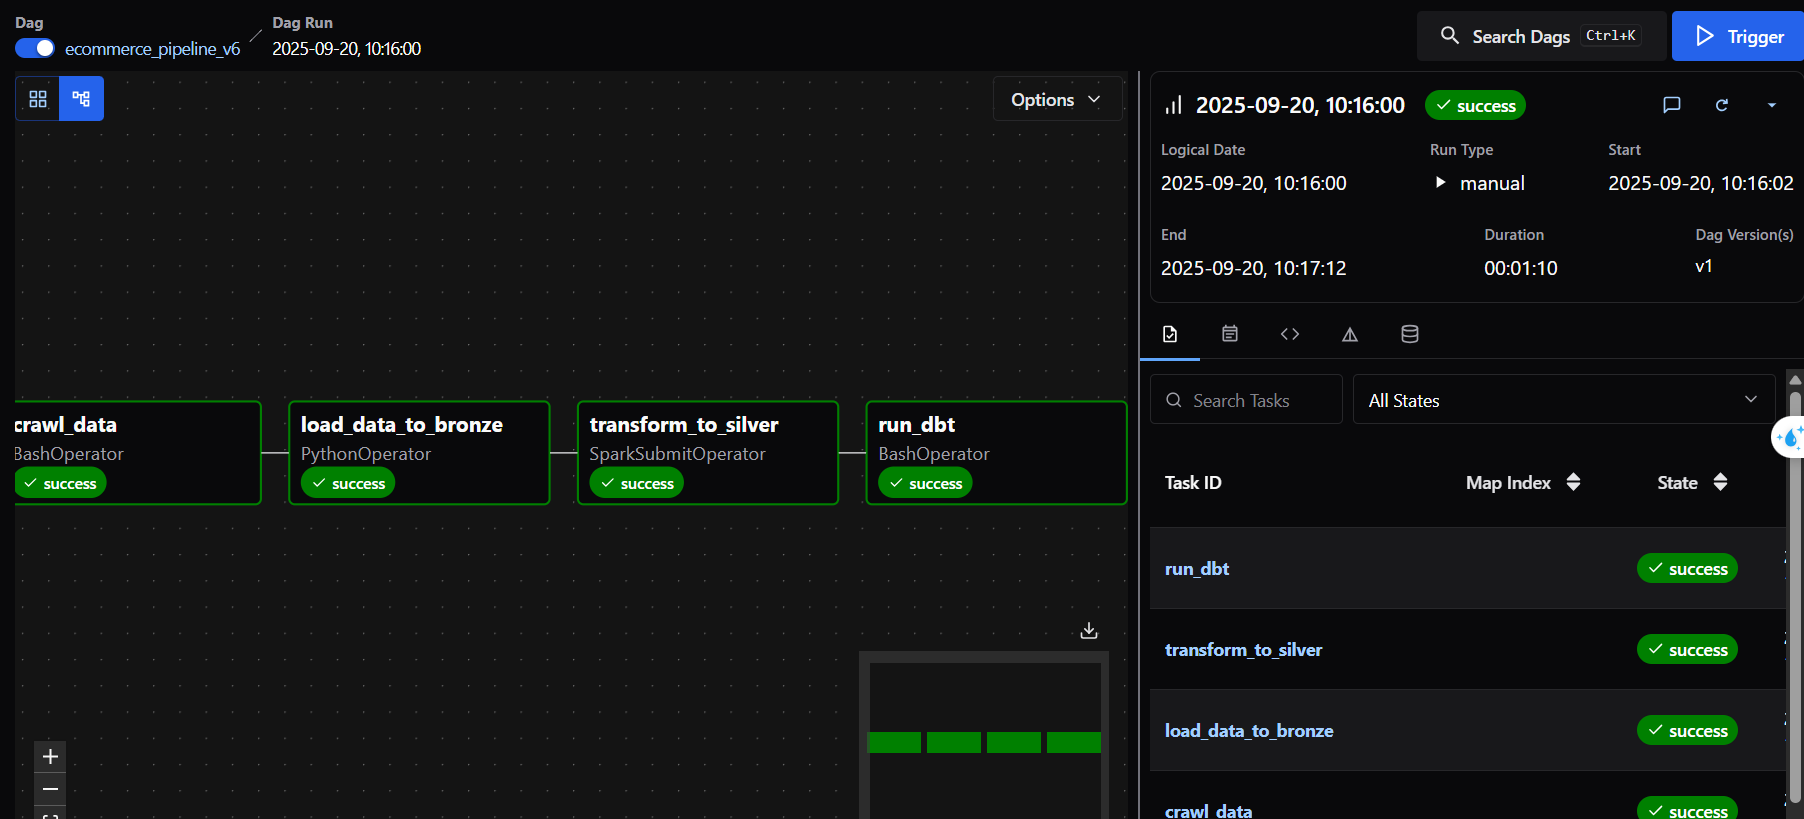 Dag
ecommerce_pipeline_v6
Dag Run
2025-09-20, 10:16:00
Search Dags Ctrl+K
Trigger
Options
crawl_data
BashOperator
success
load_data_to_bronze
PythonOperator
success
transform_to_silver
SparkSubmitOperator
success
run_dbt
BashOperator
success
2025-09-20, 10:16:00 success
Logical Date
2025-09-20, 10:16:00
Run Type
manual
Start
2025-09-20, 10:16:02
End
2025-09-20, 10:17:12
Duration
00:01:10
Dag Version(s)
v1
Search Tasks
All States
Task ID Map Index State
run_dbt success
transform_to_silver success
load_data_to_bronze success
crawl_data success